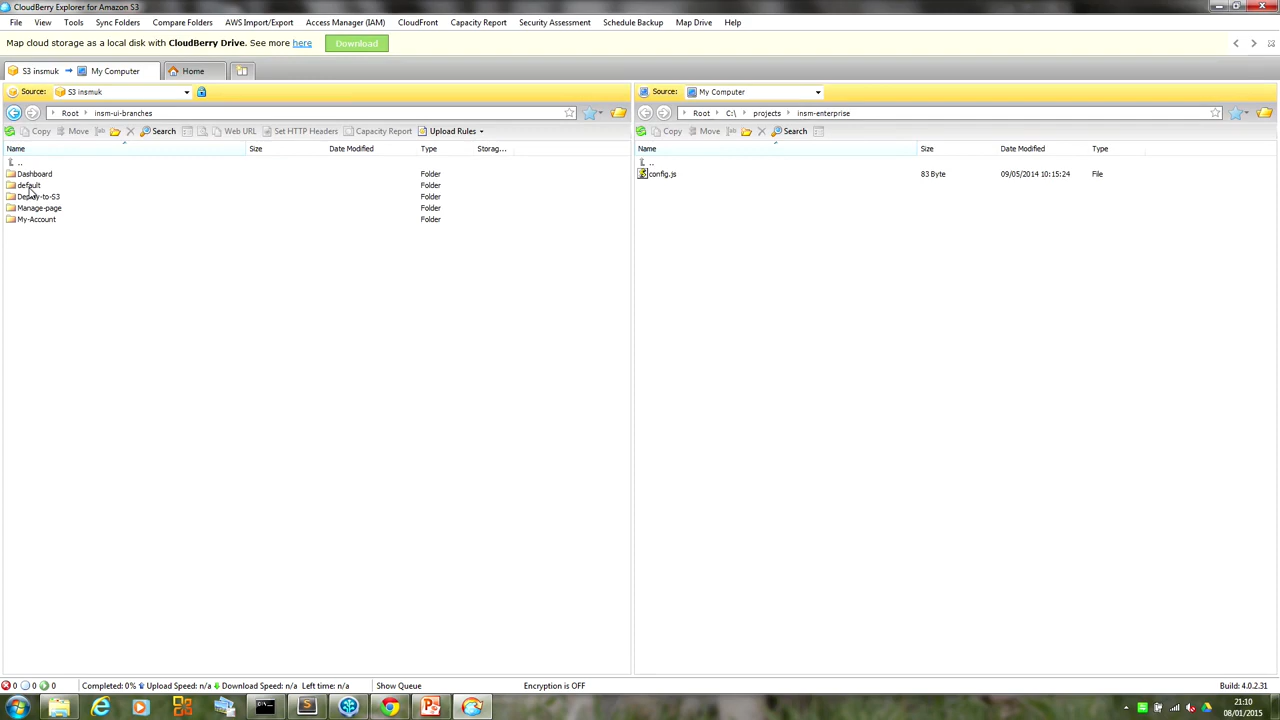 CloudBerry Explorer for Amazon S3
File View Tools Sync Folders Compare Folders AWS Import/Export Access Manager (IAM) CloudFront Capacity Report Security Assessment Schedule Backup Map Drive Help
Map cloud storage as a local disk with CloudBerry Drive. See more here Download
S3 insmuk My Computer Home
Source: S3 insmuk
Root insm-ui-branches
Copy Move Search Web URL Set HTTP Headers Capacity Report Upload Rules
Name Size Date Modified Type Storag...
..
Dashboard Folder
default Folder
Deploy-to-S3 Folder
Manage-page Folder
My-Account Folder
Source: My Computer
Root C:\ projects insm-enterprise
Copy Move Search
Name Size Date Modified Type
..
config.js 83 Byte 09/05/2014 10:15:24 File
0 0 0 Completed: 0% Upload Speed: n/a Download Speed: n/a Left time: n/a Show Queue Encryption is OFF Build: 4.0.2.31
21:10
08/01/2015